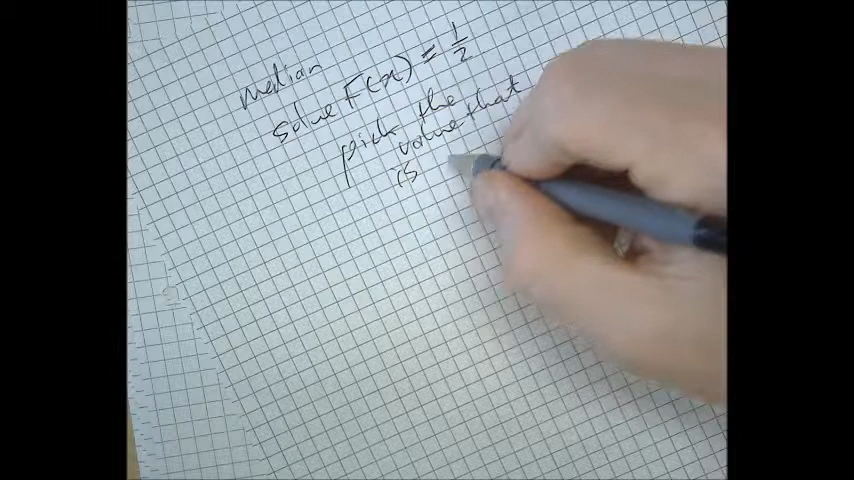 median
solve F(x) = 1/2
pick the
value that
is